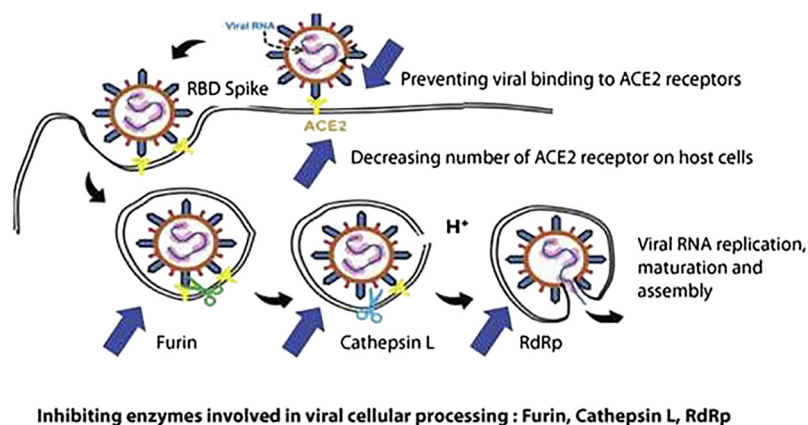 Viral RNA
RBD Spike
Preventing viral binding to ACE2 receptors
ACE2
Decreasing number of ACE2 receptor on host cells
H⁺
Viral RNA replication,
maturation and
assembly
Furin
Cathepsin L
RdRp
Inhibiting enzymes involved in viral cellular processing : Furin, Cathepsin L, RdRp